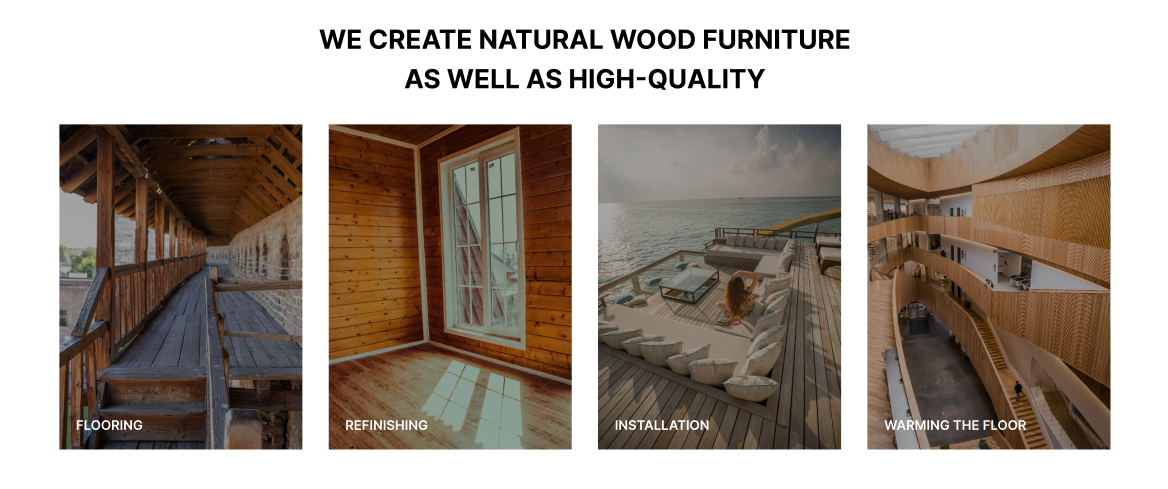 WE CREATE NATURAL WOOD FURNITURE
AS WELL AS HIGH-QUALITY
FLOORING
REFINISHING
INSTALLATION
WARMING THE FLOOR